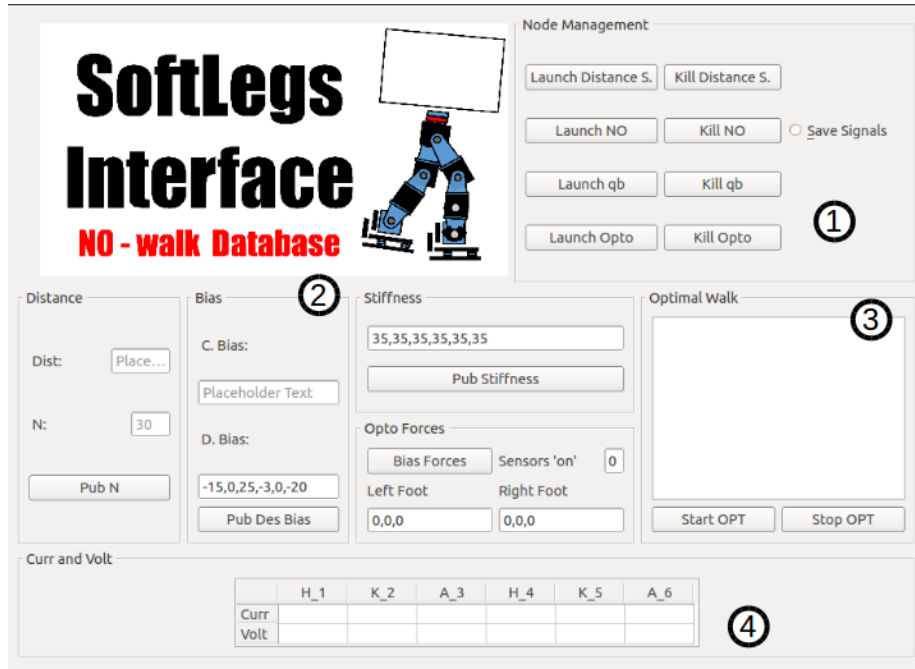 SoftLegs
Interface
NO - walk Database
Node Management
Launch Distance S. Kill Distance S.
Launch NO Kill NO Save Signals
Launch qb Kill qb
Launch Opto Kill Opto
1
Distance
Dist: Place...
N: 30
Pub N
Bias
2
C. Bias:
Placeholder Text
D. Bias:
-15,0,25,-3,0,-20
Pub Des Bias
Stiffness
35,35,35,35,35,35
Pub Stiffness
Opto Forces
Bias Forces Sensors 'on' 0
Left Foot Right Foot
0,0,0 0,0,0
Optimal Walk
3
Start OPT Stop OPT
Curr and Volt
H_1 K_2 A_3 H_4 K_5 A_6
Curr
Volt
4